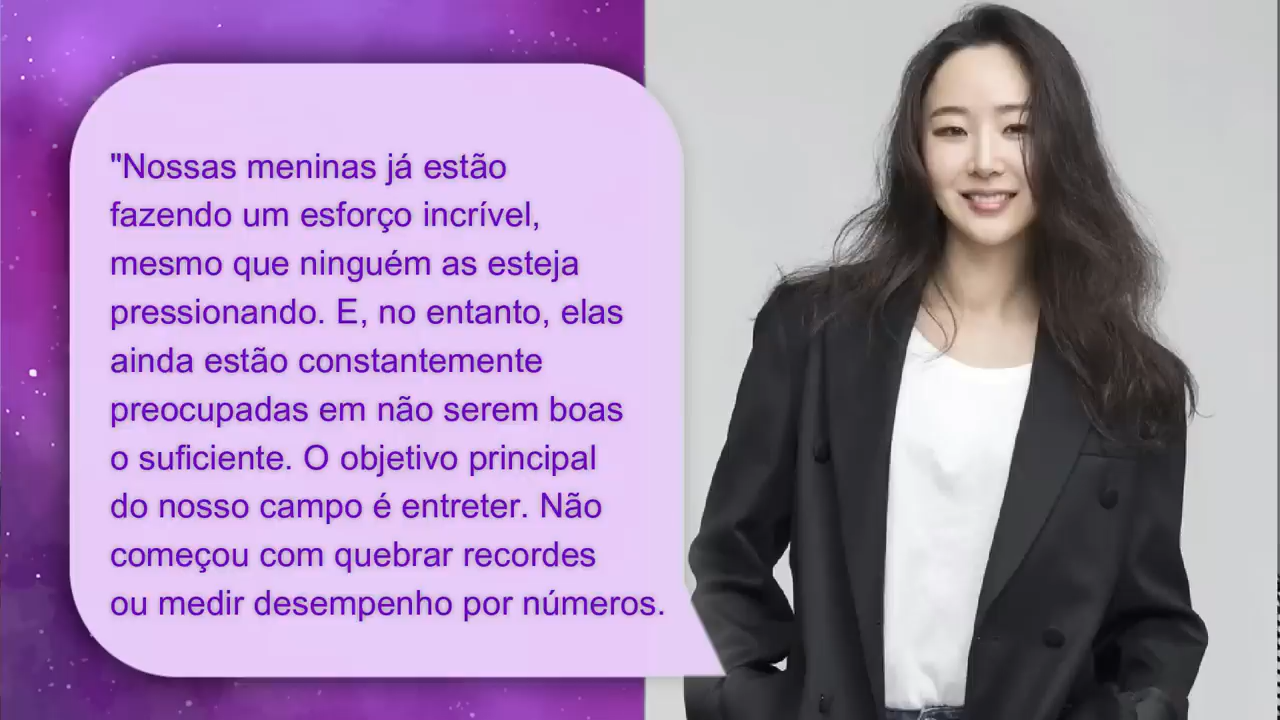 "Nossas meninas já estão
fazendo um esforço incrível,
mesmo que ninguém as esteja
pressionando. E, no entanto, elas
ainda estão constantemente
preocupadas em não serem boas
o suficiente. O objetivo principal
do nosso campo é entreter. Não
começou com quebrar recordes
ou medir desempenho por números.